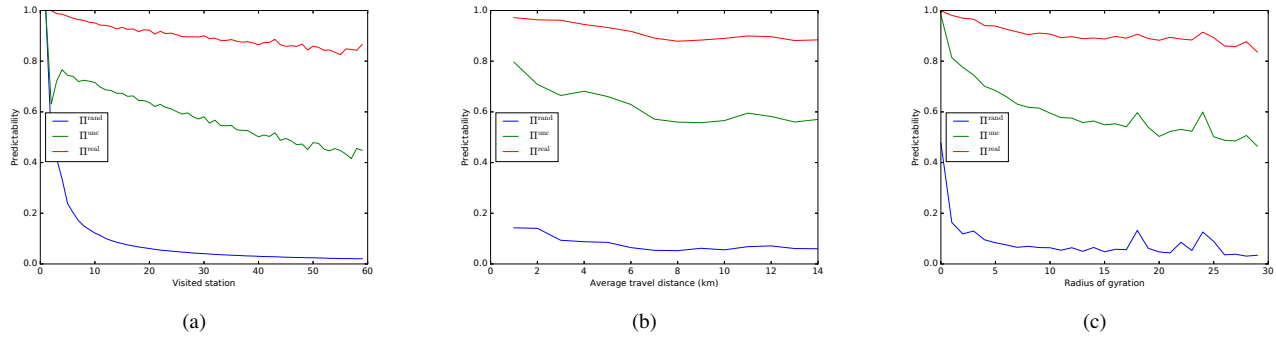 Predictability
1.0
0.8
0.6
0.4
0.2
0.0
Π^rand
Π^unc
Π^real
0 10 20 30 40 50 60
Visited station
(a)
Predictability
1.0
0.8
0.6
0.4
0.2
0.0
Π^rand
Π^unc
Π^real
0 2 4 6 8 10 12 14
Average travel distance (km)
(b)
Predictability
1.0
0.8
0.6
0.4
0.2
0.0
Π^rand
Π^unc
Π^real
0 5 10 15 20 25 30
Radius of gyration
(c)